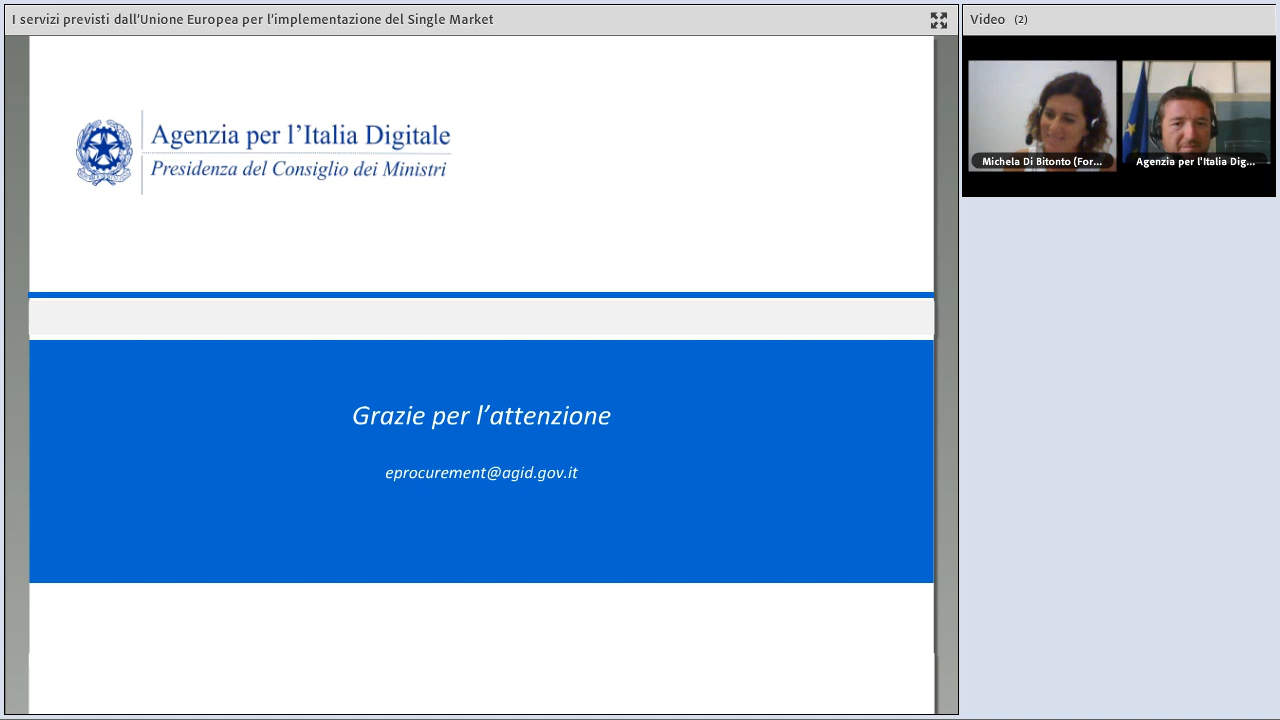 I servizi previsti dall'Unione Europea per l'implementazione del Single Market
Video (2)
Michela Di Bitonto (For...
Agenzia per l'Italia Dig...
Agenzia per l'Italia Digitale
Presidenza del Consiglio dei Ministri
Grazie per l'attenzione
eprocurement@agid.gov.it